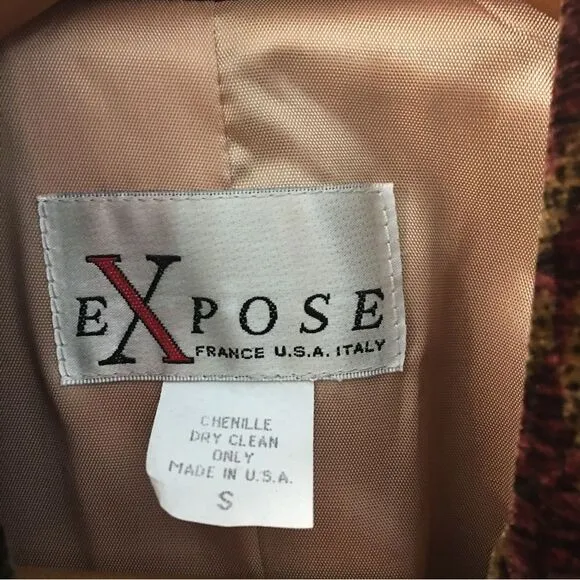 EXPOSE
FRANCE U.S.A. ITALY
CHENILLE
DRY CLEAN
ONLY
MADE IN U.S.A.
S